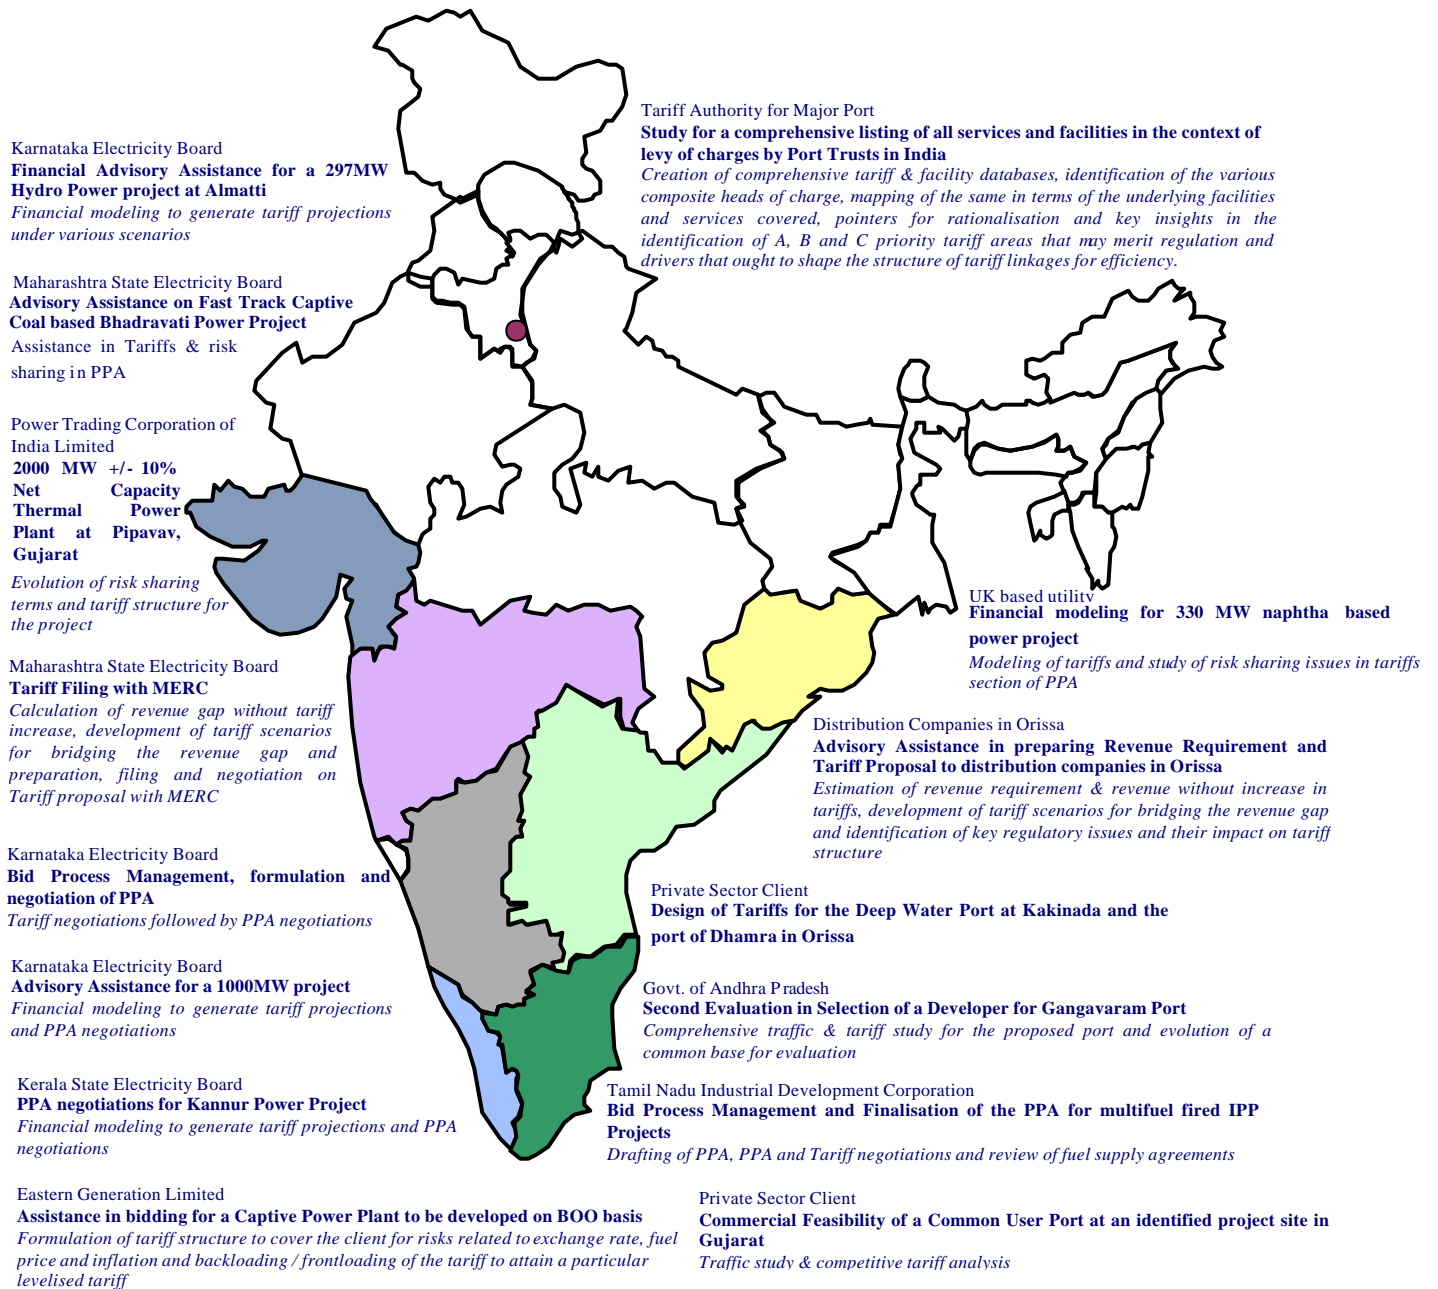 Karnataka Electricity Board
Financial Advisory Assistance for a 297MW
Hydro Power project at Almatti
Financial modeling to generate tariff projections
under various scenarios
Maharashtra State Electricity Board
Advisory Assistance on Fast Track Captive
Coal based Bhadravati Power Project
Assistance in Tariffs & risk
sharing in PPA
Power Trading Corporation of
India Limited
2000 MW +/- 10%
Net Capacity
Thermal Power
Plant at Pipavav,
Gujarat
Evolution of risk sharing
terms and tariff structure for
the project
Maharashtra State Electricity Board
Tariff Filing with MERC
Calculation of revenue gap without tariff
increase, development of tariff scenarios
for bridging the revenue gap and
preparation, filing and negotiation on
Tariff proposal with MERC
Karnataka Electricity Board
Bid Process Management, formulation and
negotiation of PPA
Tariff negotiations followed by PPA negotiations
Karnataka Electricity Board
Advisory Assistance for a 1000MW project
Financial modeling to generate tariff projections
and PPA negotiations
Kerala State Electricity Board
PPA negotiations for Kannur Power Project
Financial modeling to generate tariff projections and PPA
negotiations
Eastern Generation Limited
Assistance in bidding for a Captive Power Plant to be developed on BOO basis
Formulation of tariff structure to cover the client for risks related to exchange rate, fuel
price and inflation and backloading / frontloading of the tariff to attain a particular
levelised tariff
Tariff Authority for Major Port
Study for a comprehensive listing of all services and facilities in the context of
levy of charges by Port Trusts in India
Creation of comprehensive tariff & facility databases, identification of the various
composite heads of charge, mapping of the same in terms of the underlying facilities
and services covered, pointers for rationalisation and key insights in the
identification of A, B and C priority tariff areas that may merit regulation and
drivers that ought to shape the structure of tariff linkages for efficiency.
UK based utility
Financial modeling for 330 MW naphtha based
power project
Modeling of tariffs and study of risk sharing issues in tariffs
section of PPA
Distribution Companies in Orissa
Advisory Assistance in preparing Revenue Requirement and
Tariff Proposal to distribution companies in Orissa
Estimation of revenue requirement & revenue without increase in
tariffs, development of tariff scenarios for bridging the revenue gap
and identification of key regulatory issues and their impact on tariff
structure
Private Sector Client
Design of Tariffs for the Deep Water Port at Kakinada and the
port of Dhamra in Orissa
Govt. of Andhra Pradesh
Second Evaluation in Selection of a Developer for Gangavaram Port
Comprehensive traffic & tariff study for the proposed port and evolution of a
common base for evaluation
Tamil Nadu Industrial Development Corporation
Bid Process Management and Finalisation of the PPA for multifuel fired IPP
Projects
Drafting of PPA, PPA and Tariff negotiations and review of fuel supply agreements
Private Sector Client
Commercial Feasibility of a Common User Port at an identified project site in
Gujarat
Traffic study & competitive tariff analysis